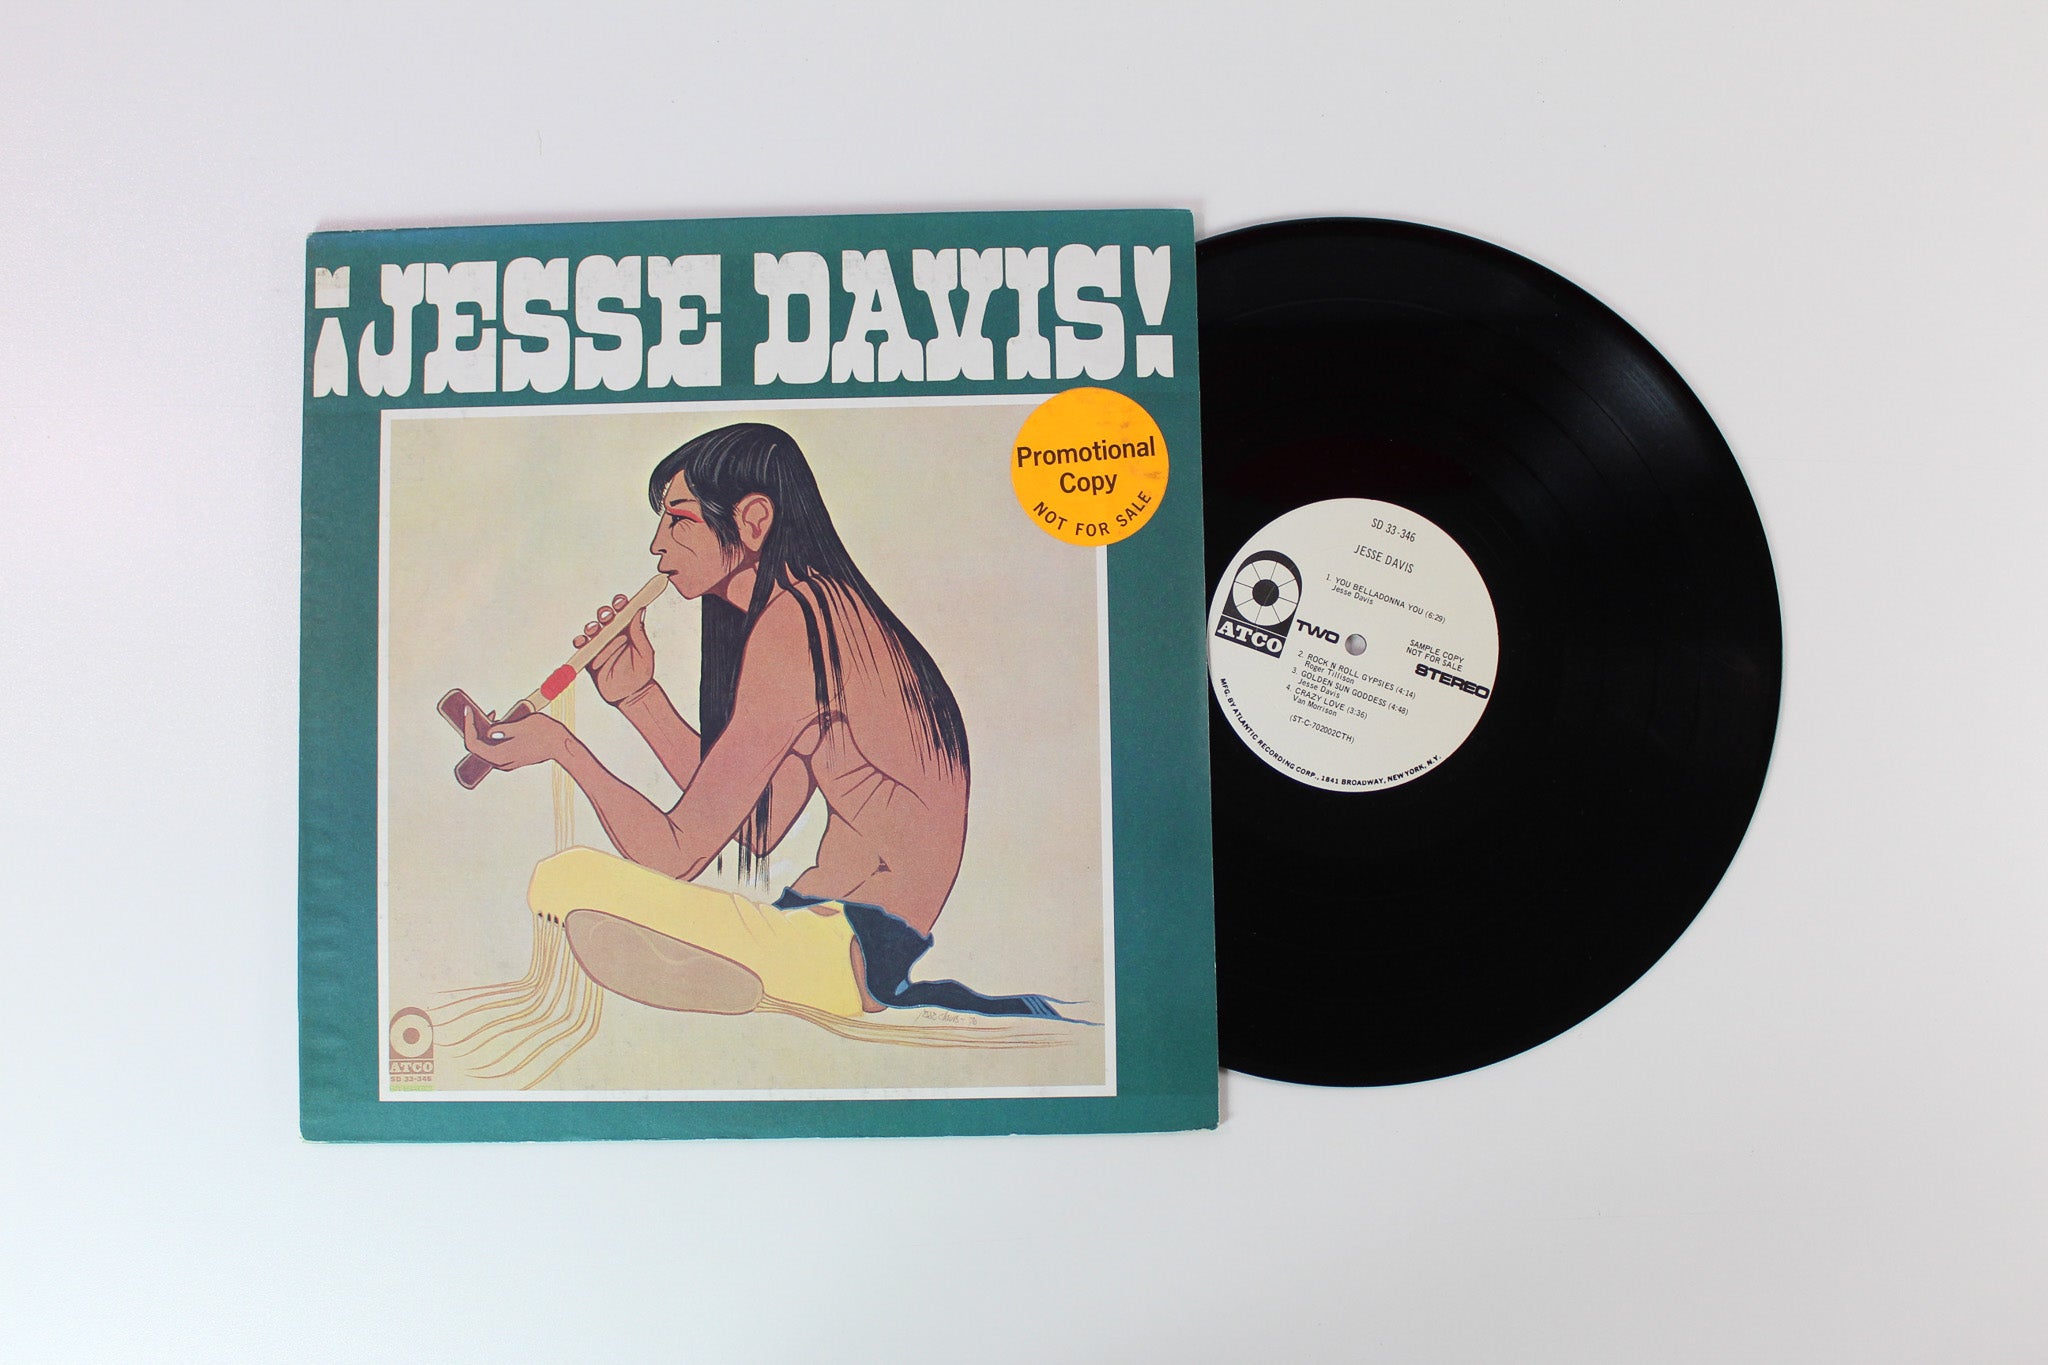 ¡JESSE DAVIS!
Promotional
Copy
NOT FOR SALE
ATCO
SD 33-346
SD 33-346
JESSE DAVIS
1. YOU BELLADONNA YOU (6:29)
Jesse Davis
ATCO
TWO
SAMPLE COPY
NOT FOR SALE
STEREO
2. ROCK N ROLL GYPSIES (4:14)
Roger Tillison
3. GOLDEN SUN GODDESS (4:48)
Jesse Davis
4. CRAZY LOVE (3:36)
Van Morrison
(ST-C-702002CTH)
MFG. BY ATLANTIC RECORDING CORP., 1841 BROADWAY, NEW YORK, N.Y.